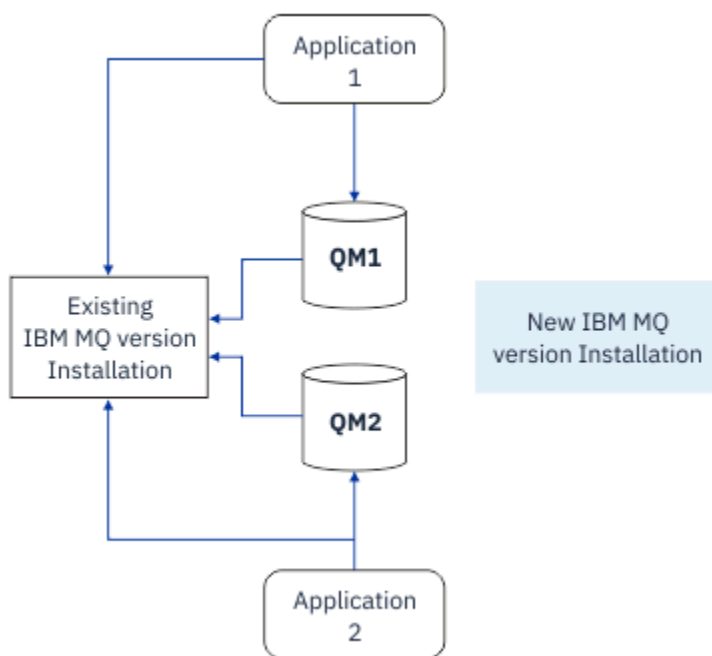 Application
1
QM1
Existing
IBM MQ version
Installation
New IBM MQ
version Installation
QM2
Application
2